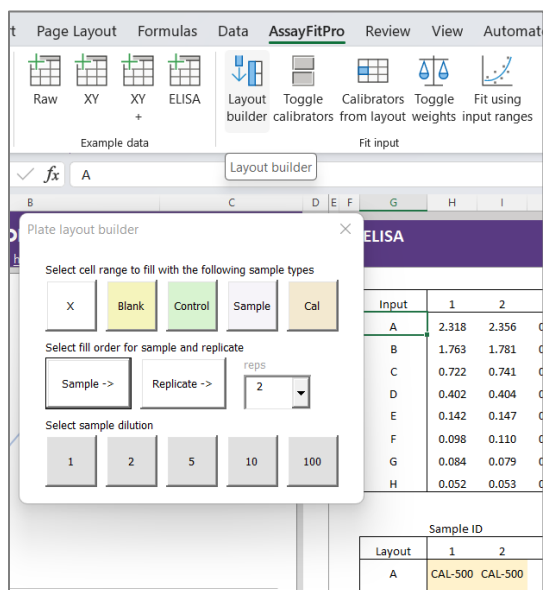 t Page Layout Formulas Data AssayFitPro Review View Automat
Raw XY XY + ELISA Layout builder Toggle calibrators Calibrators from layout Toggle weights Fit using input ranges
Example data Fit input
fx A
Layout builder
B C D E F G H I
Plate layout builder
ELISA
Select cell range to fill with the following sample types
X Blank Control Sample Cal
Select fill order for sample and replicate
Sample -> Replicate -> reps 2
Select sample dilution
1 2 5 10 100
Input 1 2
A 2.318 2.356
B 1.763 1.781
C 0.722 0.741
D 0.402 0.404
E 0.142 0.147
F 0.098 0.110
G 0.084 0.079
H 0.052 0.053
Sample ID
Layout 1 2
A CAL-500 CAL-500